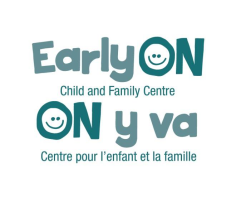 EarlyON
Child and Family Centre
ON y va
Centre pour l'enfant et la famille